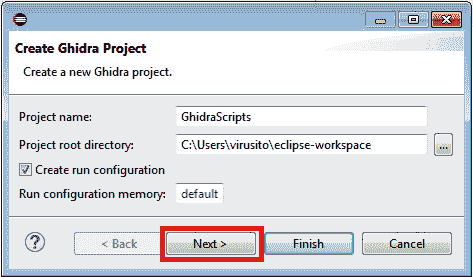 Create Ghidra Project
Create a new Ghidra project.
Project name: GhidraScripts
Project root directory: C:\Users\virusito\eclipse-workspace ...
Create run configuration
Run configuration memory: default
? < Back Next > Finish Cancel